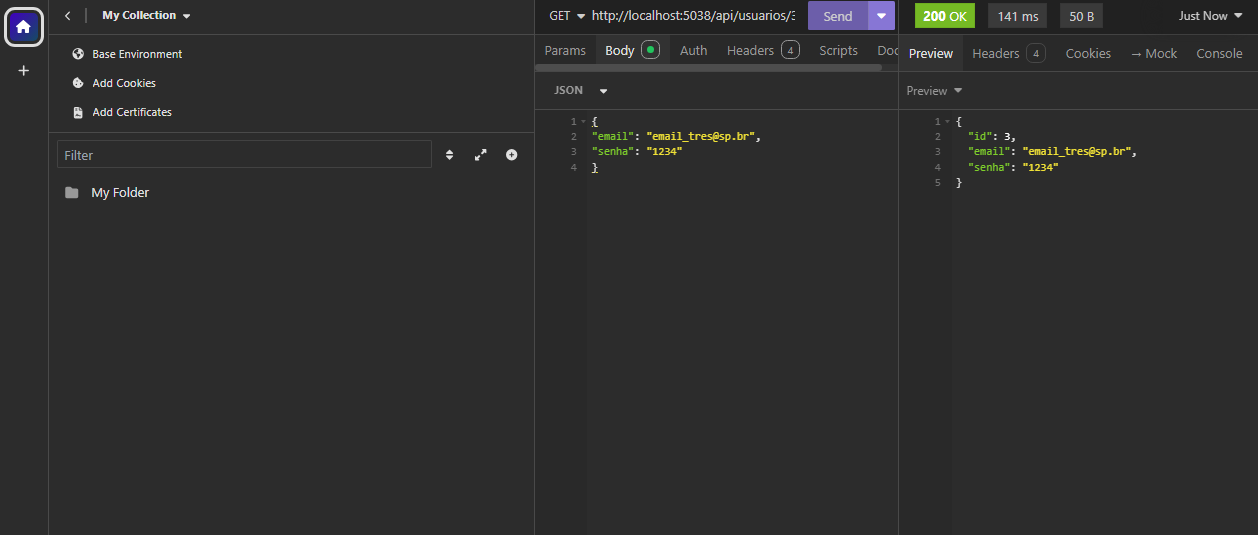 My Collection
Base Environment
Add Cookies
Add Certificates
Filter
My Folder
GET http://localhost:5038/api/usuarios/3 Send
Params Body Auth Headers 4 Scripts Doc
JSON
1 {
2 "email": "email_tres@sp.br",
3 "senha": "1234"
4 }
200 OK 141 ms 50 B Just Now
Preview Headers 4 Cookies → Mock Console
Preview
1 {
2 "id": 3,
3 "email": "email_tres@sp.br",
4 "senha": "1234"
5 }